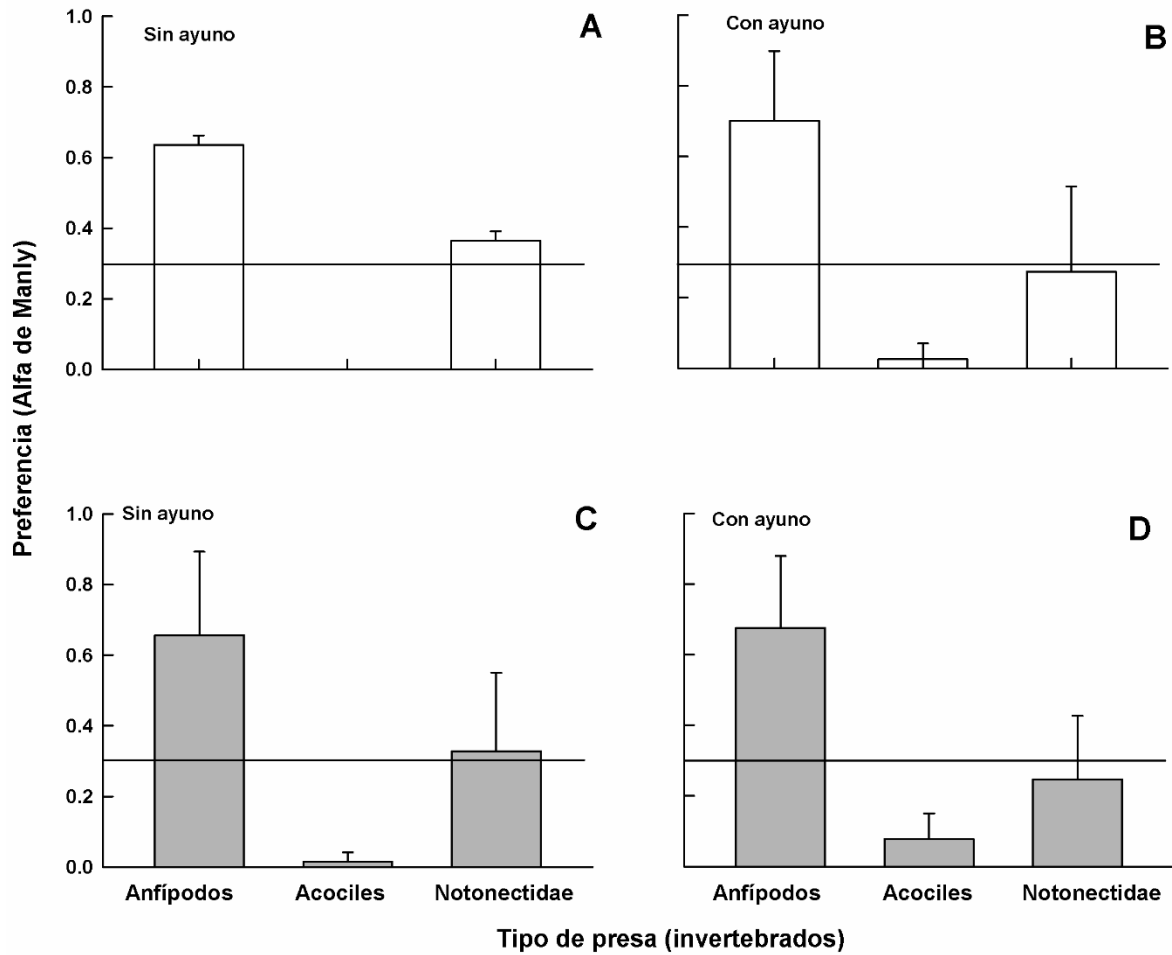 Preferencia (Alfa de Manly)
1.0
0.8
0.6
0.4
0.2
0.0
Sin ayuno
A
Con ayuno
B
1.0
0.8
0.6
0.4
0.2
0.0
Sin ayuno
C
Con ayuno
D
Anfípodos Acociles Notonectidae
Anfípodos Acociles Notonectidae
Tipo de presa (invertebrados)